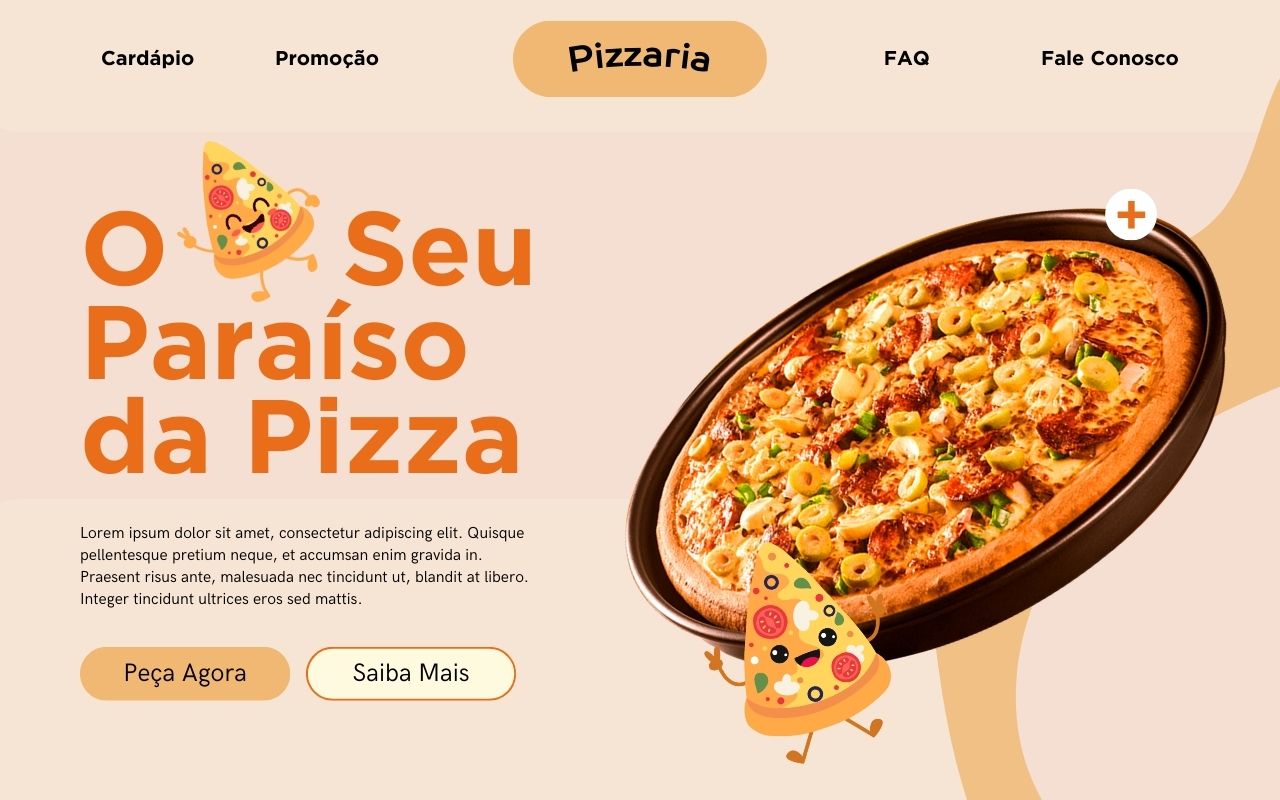 Cardápio
Promoção
Pizzaria
FAQ
Fale Conosco
O Seu
Paraíso
da Pizza
Lorem ipsum dolor sit amet, consectetur adipiscing elit. Quisque
pellentesque pretium neque, et accumsan enim gravida in.
Praesent risus ante, malesuada nec tincidunt ut, blandit at libero.
Integer tincidunt ultrices eros sed mattis.
Peça Agora
Saiba Mais